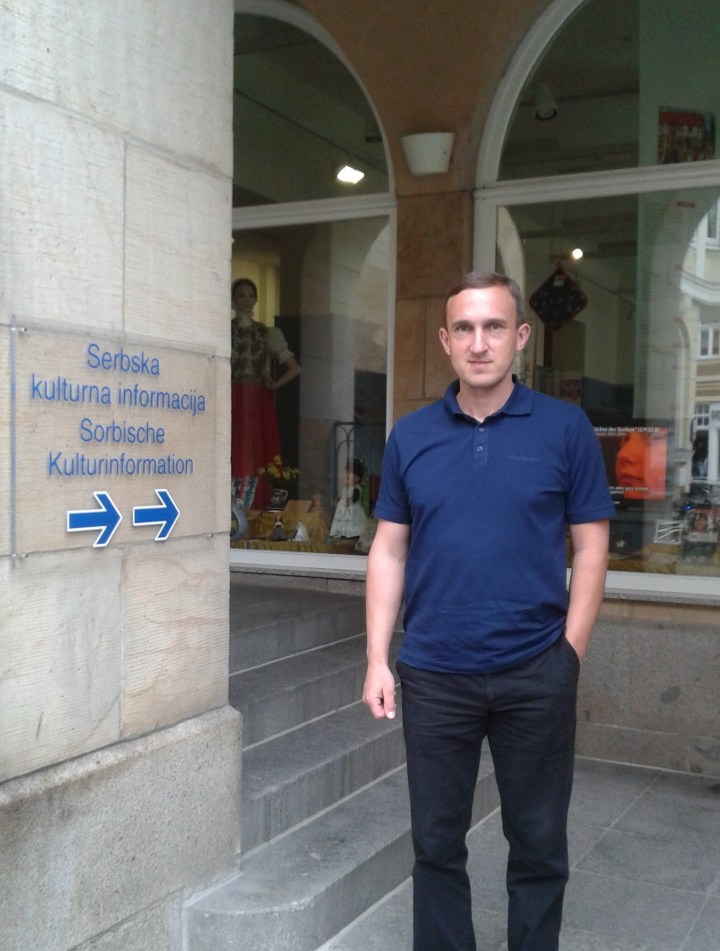 Serbska
kulturna informacija
Sorbische
Kulturinformation